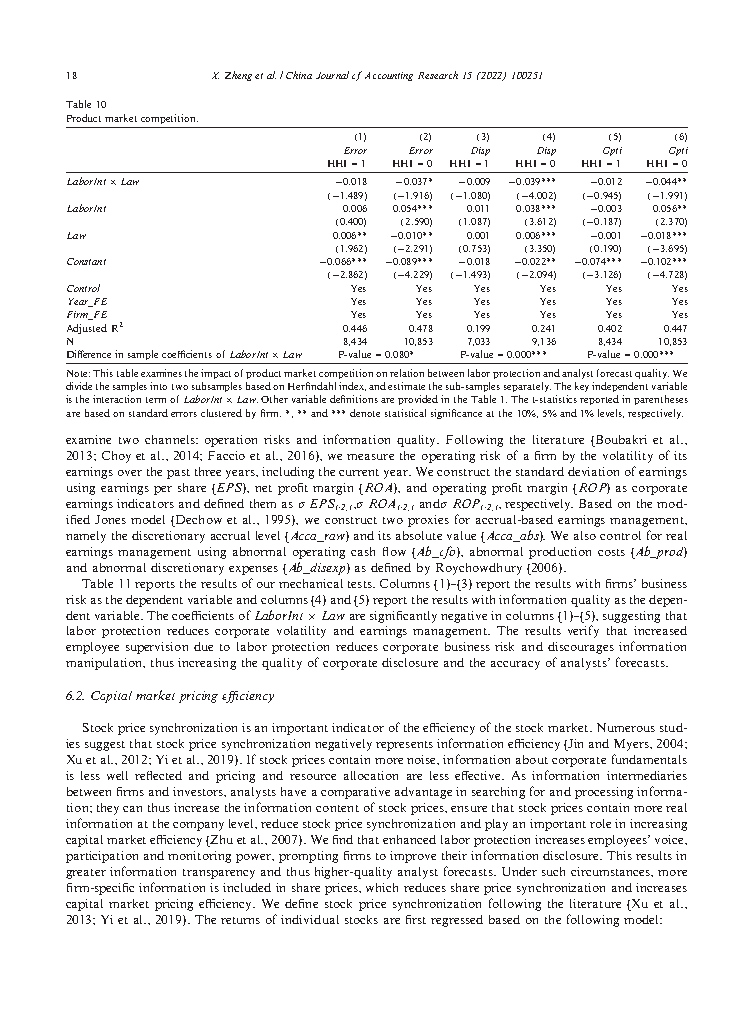 18
X. Zheng et al. / China Journal of Accounting Research 15 (2022) 100251
Table 10
Product market competition.
(1) (2) (3) (4) (5) (6)
Error Error Disp Disp Gpti Gpti
HHI = 1 HHI = 0 HHI = 1 HHI = 0 HHI = 1 HHI = 0
LaborInt × Law −0.018 −0.037* −0.009 −0.039*** −0.012 −0.044**
(−1.489) (−1.916) (−1.080) (−4.002) (−0.945) (−1.991)
LaborInt 0.006 0.054*** 0.011 0.038*** −0.003 0.056**
(0.400) (2.590) (1.087) (3.612) (−0.187) (2.370)
Law 0.006** −0.010** 0.001 0.006*** −0.001 −0.018***
(1.962) (−2.291) (0.753) (3.350) (0.190) (−3.695)
Constant −0.066*** −0.089*** −0.018 −0.022** −0.074*** −0.102***
(−2.862) (−4.229) (−1.493) (−2.094) (−3.126) (−4.728)
Control Yes Yes Yes Yes Yes Yes
Year_FE Yes Yes Yes Yes Yes Yes
Firm_FE Yes Yes Yes Yes Yes Yes
Adjusted R² 0.446 0.478 0.199 0.241 0.402 0.447
N 8,434 10,853 7,033 9,136 8,434 10,853
Difference in sample coefficients of LaborInt × Law P-value = 0.080* P-value = 0.000*** P-value = 0.000***
Note: This table examines the impact of product market competition on relation between labor protection and analyst forecast quality. We
divide the samples into two subsamples based on Herfindahl index, and estimate the sub-samples separately. The key independent variable
is the interaction term of LaborInt × Law. Other variable definitions are provided in the Table 1. The t-statistics reported in parentheses
are based on standard errors clustered by firm. *, ** and *** denote statistical significance at the 10%, 5% and 1% levels, respectively.
examine two channels: operation risks and information quality. Following the literature (Boubakri et al.,
2013; Choy et al., 2014; Faccio et al., 2016), we measure the operating risk of a firm by the volatility of its
earnings over the past three years, including the current year. We construct the standard deviation of earnings
using earnings per share (EPS), net profit margin (ROA), and operating profit margin (ROP) as corporate
earnings indicators and defined them as σ EPSt-2,t,σ ROAt-2,t andσ ROPt-2,t, respectively. Based on the mod-
ified Jones model (Dechow et al., 1995), we construct two proxies for accrual-based earnings management,
namely the discretionary accrual level (Acca_raw) and its absolute value (Acca_abs). We also control for real
earnings management using abnormal operating cash flow (Ab_cfo), abnormal production costs (Ab_prod)
and abnormal discretionary expenses (Ab_disexp) as defined by Roychowdhury (2006).
Table 11 reports the results of our mechanical tests. Columns (1)–(3) report the results with firms' business
risk as the dependent variable and columns (4) and (5) report the results with information quality as the depen-
dent variable. The coefficients of LaborInt × Law are significantly negative in columns (1)–(5), suggesting that
labor protection reduces corporate volatility and earnings management. The results verify that increased
employee supervision due to labor protection reduces corporate business risk and discourages information
manipulation, thus increasing the quality of corporate disclosure and the accuracy of analysts' forecasts.
6.2. Capital market pricing efficiency
Stock price synchronization is an important indicator of the efficiency of the stock market. Numerous stud-
ies suggest that stock price synchronization negatively represents information efficiency (Jin and Myers, 2004;
Xu et al., 2012; Yi et al., 2019). If stock prices contain more noise, information about corporate fundamentals
is less well reflected and pricing and resource allocation are less effective. As information intermediaries
between firms and investors, analysts have a comparative advantage in searching for and processing informa-
tion; they can thus increase the information content of stock prices, ensure that stock prices contain more real
information at the company level, reduce stock price synchronization and play an important role in increasing
capital market efficiency (Zhu et al., 2007). We find that enhanced labor protection increases employees' voice,
participation and monitoring power, prompting firms to improve their information disclosure. This results in
greater information transparency and thus higher-quality analyst forecasts. Under such circumstances, more
firm-specific information is included in share prices, which reduces share price synchronization and increases
capital market pricing efficiency. We define stock price synchronization following the literature (Xu et al.,
2013; Yi et al., 2019). The returns of individual stocks are first regressed based on the following model: